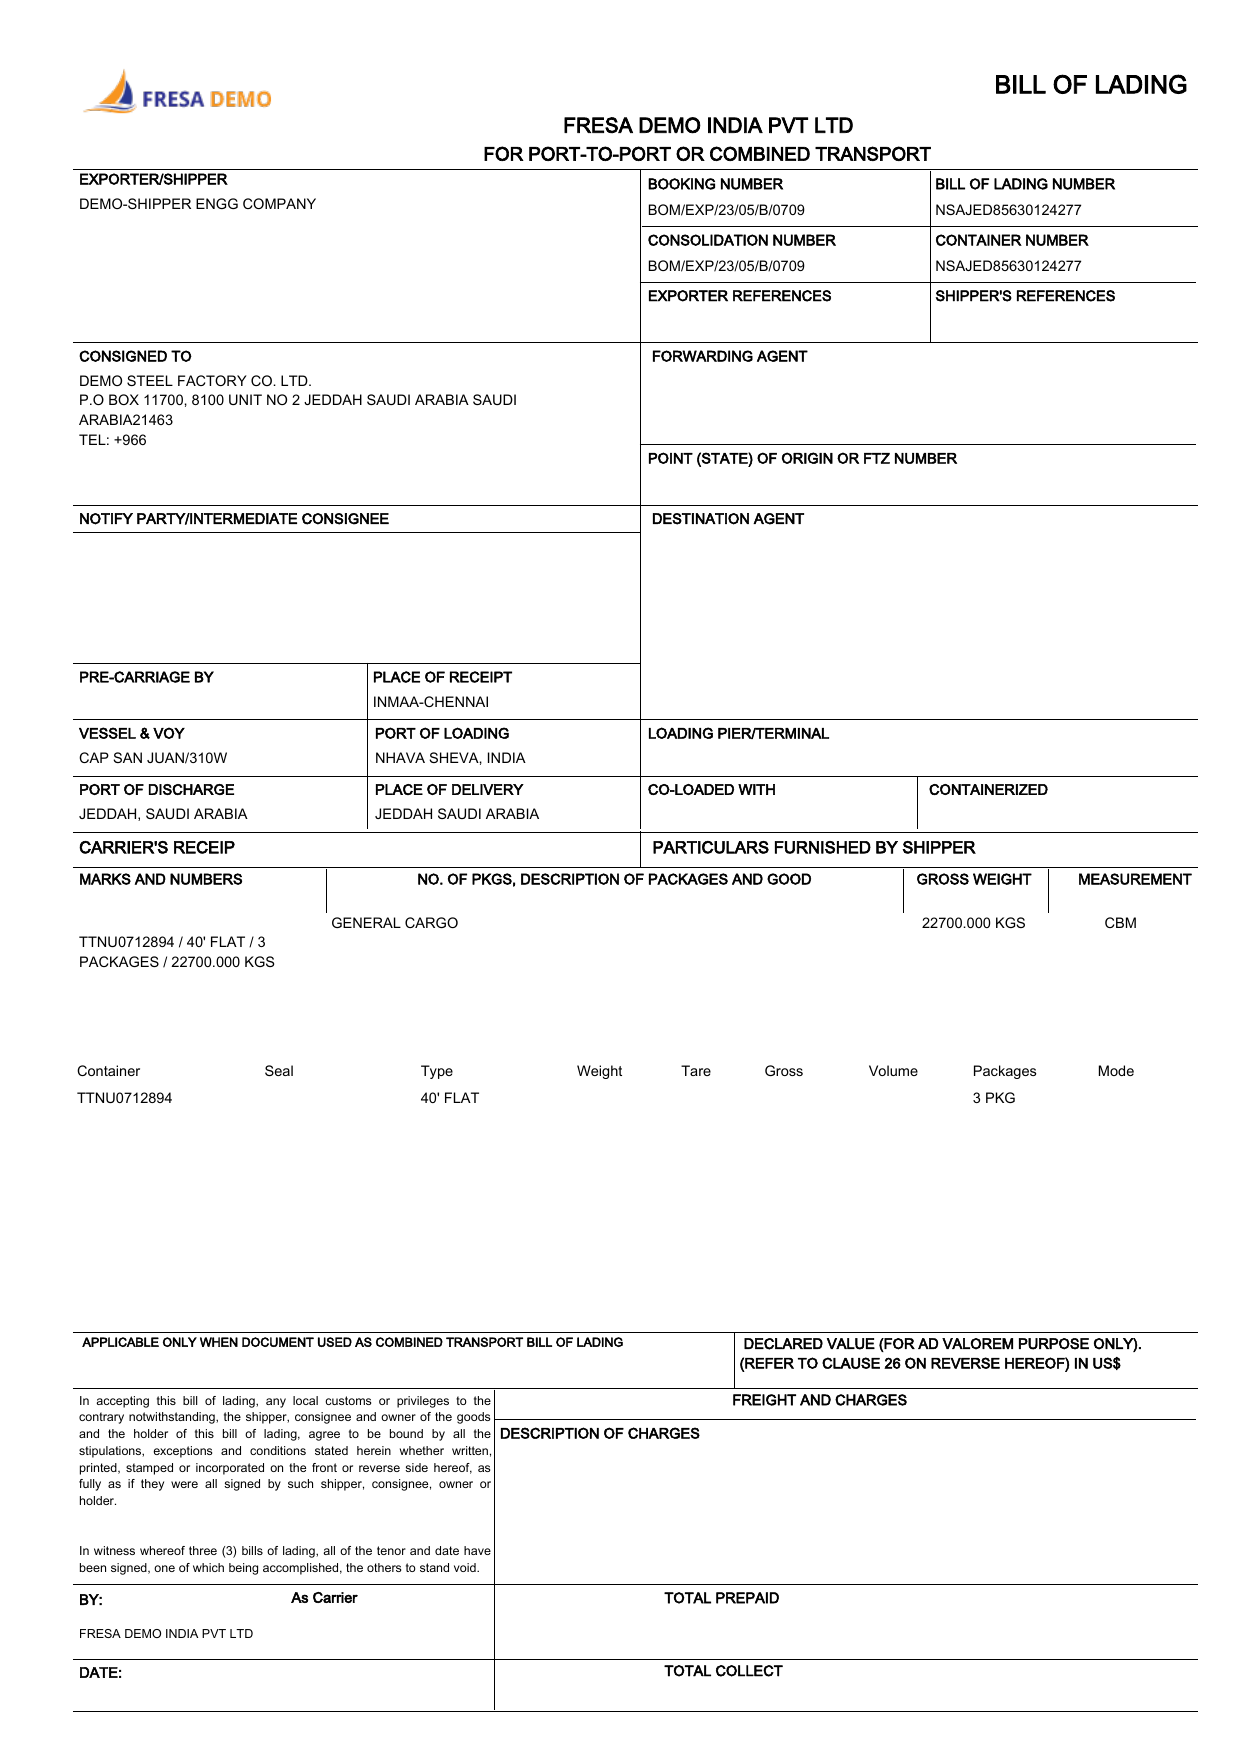 FRESA DEMO
BILL OF LADING
FRESA DEMO INDIA PVT LTD
FOR PORT-TO-PORT OR COMBINED TRANSPORT
EXPORTER/SHIPPER
DEMO-SHIPPER ENGG COMPANY
BOOKING NUMBER
BOM/EXP/23/05/B/0709
BILL OF LADING NUMBER
NSAJED85630124277
CONSOLIDATION NUMBER
BOM/EXP/23/05/B/0709
CONTAINER NUMBER
NSAJED85630124277
EXPORTER REFERENCES
SHIPPER'S REFERENCES
CONSIGNED TO
DEMO STEEL FACTORY CO. LTD.
P.O BOX 11700, 8100 UNIT NO 2 JEDDAH SAUDI ARABIA SAUDI
ARABIA21463
TEL: +966
FORWARDING AGENT
POINT (STATE) OF ORIGIN OR FTZ NUMBER
NOTIFY PARTY/INTERMEDIATE CONSIGNEE
DESTINATION AGENT
PRE-CARRIAGE BY
PLACE OF RECEIPT
INMAA-CHENNAI
VESSEL & VOY
CAP SAN JUAN/310W
PORT OF LOADING
NHAVA SHEVA, INDIA
LOADING PIER/TERMINAL
PORT OF DISCHARGE
JEDDAH, SAUDI ARABIA
PLACE OF DELIVERY
JEDDAH SAUDI ARABIA
CO-LOADED WITH
CONTAINERIZED
CARRIER'S RECEIP
PARTICULARS FURNISHED BY SHIPPER
MARKS AND NUMBERS
NO. OF PKGS, DESCRIPTION OF PACKAGES AND GOOD
GROSS WEIGHT
MEASUREMENT
GENERAL CARGO
22700.000 KGS
CBM
TTNU0712894 / 40' FLAT / 3
PACKAGES / 22700.000 KGS
Container Seal Type Weight Tare Gross Volume Packages Mode
TTNU0712894 40' FLAT 3 PKG
APPLICABLE ONLY WHEN DOCUMENT USED AS COMBINED TRANSPORT BILL OF LADING
DECLARED VALUE (FOR AD VALOREM PURPOSE ONLY).
(REFER TO CLAUSE 26 ON REVERSE HEREOF) IN US$
In accepting this bill of lading, any local customs or privileges to the
contrary notwithstanding, the shipper, consignee and owner of the goods
and the holder of this bill of lading, agree to be bound by all the
stipulations, exceptions and conditions stated herein whether written,
printed, stamped or incorporated on the front or reverse side hereof, as
fully as if they were all signed by such shipper, consignee, owner or
holder.
In witness whereof three (3) bills of lading, all of the tenor and date have
been signed, one of which being accomplished, the others to stand void.
FREIGHT AND CHARGES
DESCRIPTION OF CHARGES
BY:
As Carrier
FRESA DEMO INDIA PVT LTD
TOTAL PREPAID
DATE:
TOTAL COLLECT